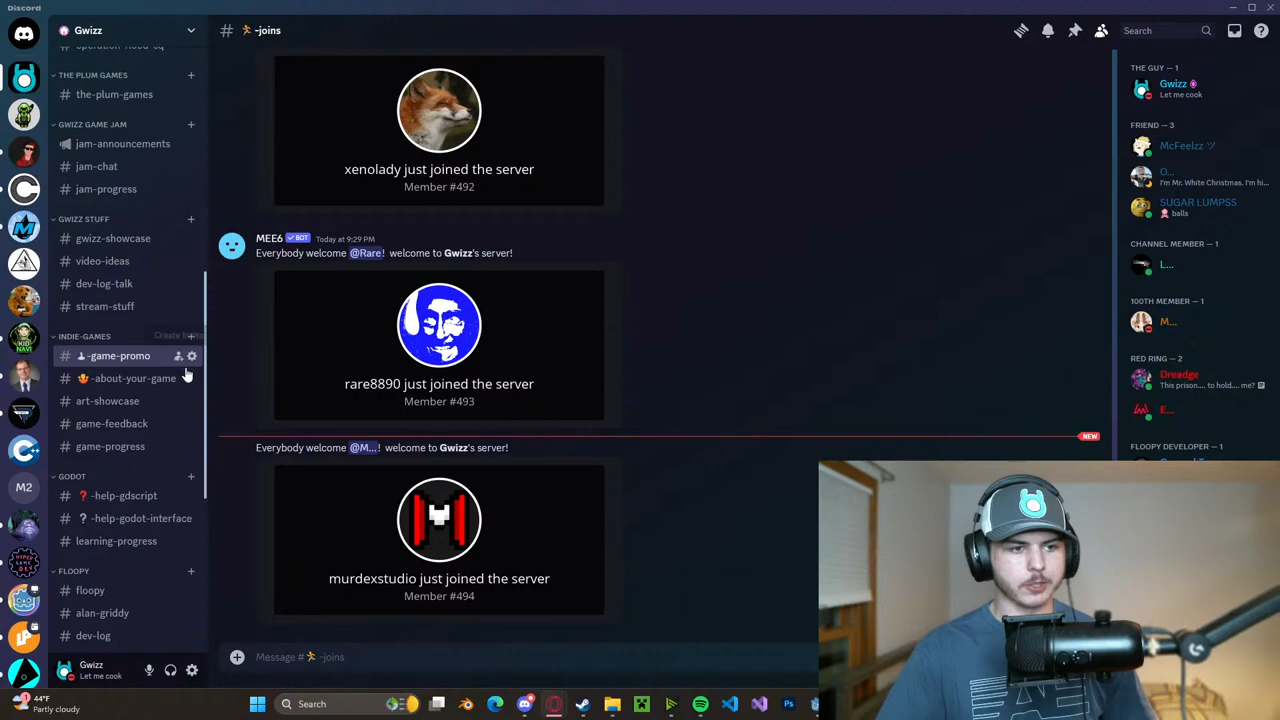 Discord
Gwizz
operation-flood-eq
THE PLUM GAMES
the-plum-games
GWIZZ GAME JAM
jam-announcements
jam-chat
jam-progress
GWIZZ STUFF
gwizz-showcase
video-ideas
dev-log-talk
stream-stuff
INDIE-GAMES
-game-promo
-about-your-game
art-showcase
game-feedback
game-progress
GODOT
❓-help-gdscript
❔-help-godot-interface
learning-progress
FLOOPY
floopy
alan-griddy
dev-log
Gwizz
Let me cook
M2
# -joins
Search
xenolady just joined the server
Member #492
MEE6 ✓BOT Today at 9:29 PM
Everybody welcome @Rare! welcome to Gwizz's server!
rare8890 just joined the server
Member #493
NEW
Everybody welcome @M...! welcome to Gwizz's server!
murdexstudio just joined the server
Member #494
Message # -joins
THE GUY — 1
Gwizz
Let me cook
FRIEND — 3
McFeelzz ツ
O...
I'm Mr. White Christmas. I'm hi...
SUGAR LUMPSS
balls
CHANNEL MEMBER — 1
L...
100TH MEMBER — 1
M...
RED RING — 2
Dreadge
This prison.... to hold.... me?
E...
FLOOPY DEVELOPER — 1
44°F
Partly cloudy
Search